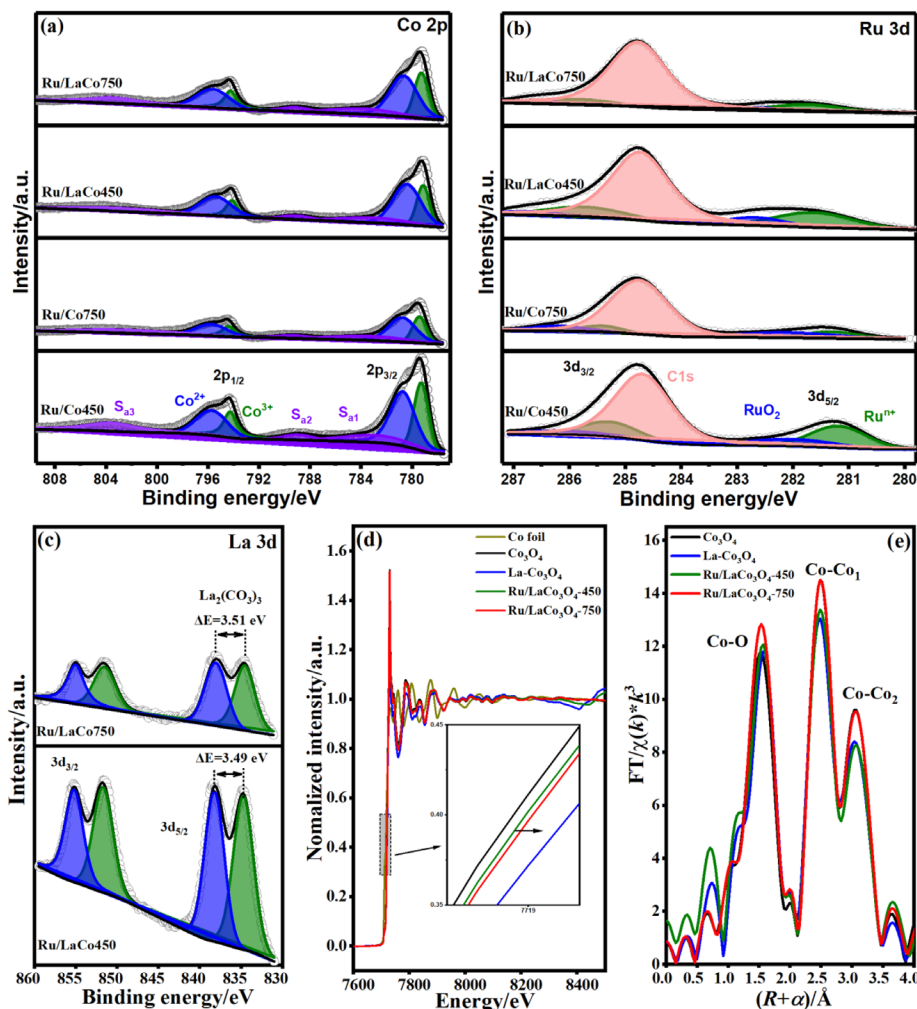 (a)
Co 2p
Ru/LaCo750
Ru/LaCo450
Ru/Co750
2p1/2
2p3/2
Ru/Co450
Sa3
Co2+
Co3+
Sa2
Sa1
Intensity/a.u.
808 804 800 796 792 788 784 780
Binding energy/eV
(b)
Ru 3d
Ru/LaCo750
Ru/LaCo450
Ru/Co750
3d3/2
C1s
Ru/Co450
RuO2
3d5/2
Run+
Intensity/a.u.
287 286 285 284 283 282 281 280
Binding energy/eV
(c)
La 3d
La2(CO3)3
ΔE=3.51 eV
Ru/LaCo750
ΔE=3.49 eV
3d3/2
3d5/2
Ru/LaCo450
Intensity/a.u.
860 855 850 845 840 835 830
Binding energy/eV
(d)
Co foil
Co3O4
La-Co3O4
Ru/LaCo3O4-450
Ru/LaCo3O4-750
1.6
1.4
1.2
1.0
0.8
0.6
0.4
0.2
0.0
0.45
0.40
0.35
7719
Nomalized intensity/a.u.
7600 7800 8000 8200 8400
Energy/eV
(e)
Co3O4
La-Co3O4
Ru/LaCo3O4-450
Ru/LaCo3O4-750
Co-Co1
Co-O
Co-Co2
16
14
12
10
8
6
4
2
0
FT/χ(k)*k3
0.0 0.5 1.0 1.5 2.0 2.5 3.0 3.5 4.0
(R+α)/Å